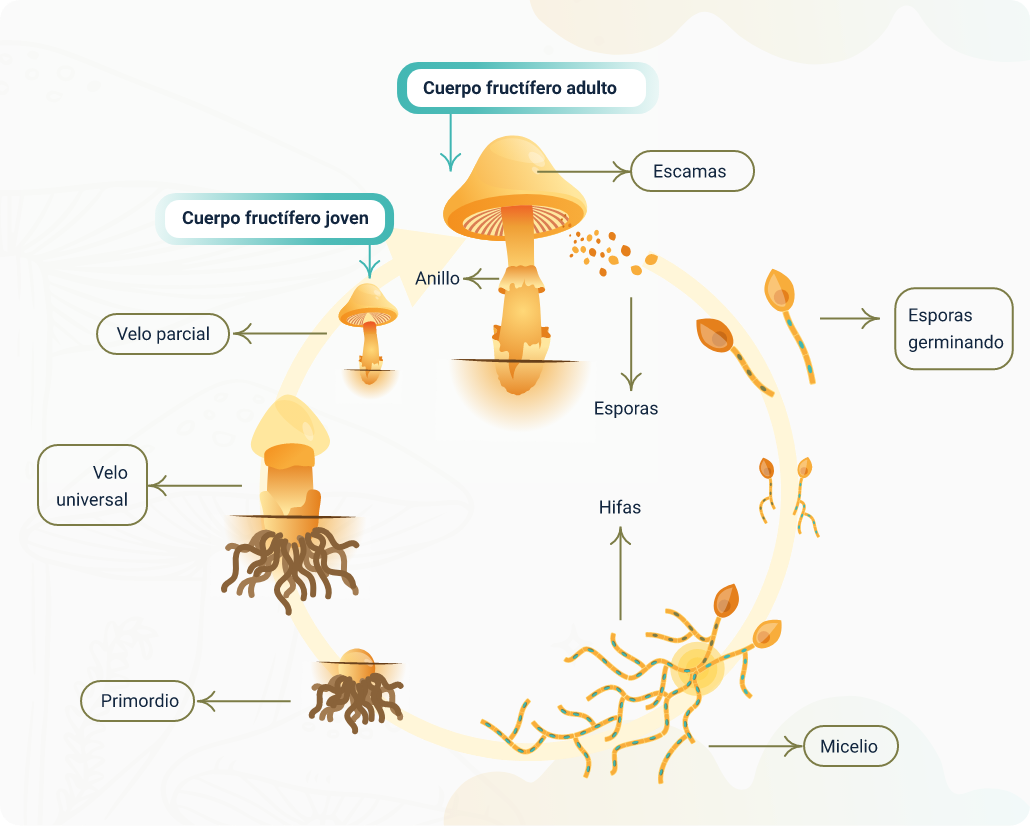 Cuerpo fructífero adulto
Escamas
Cuerpo fructífero joven
Anillo
Velo parcial
Esporas
germinando
Esporas
Velo
universal
Hifas
Primordio
Micelio